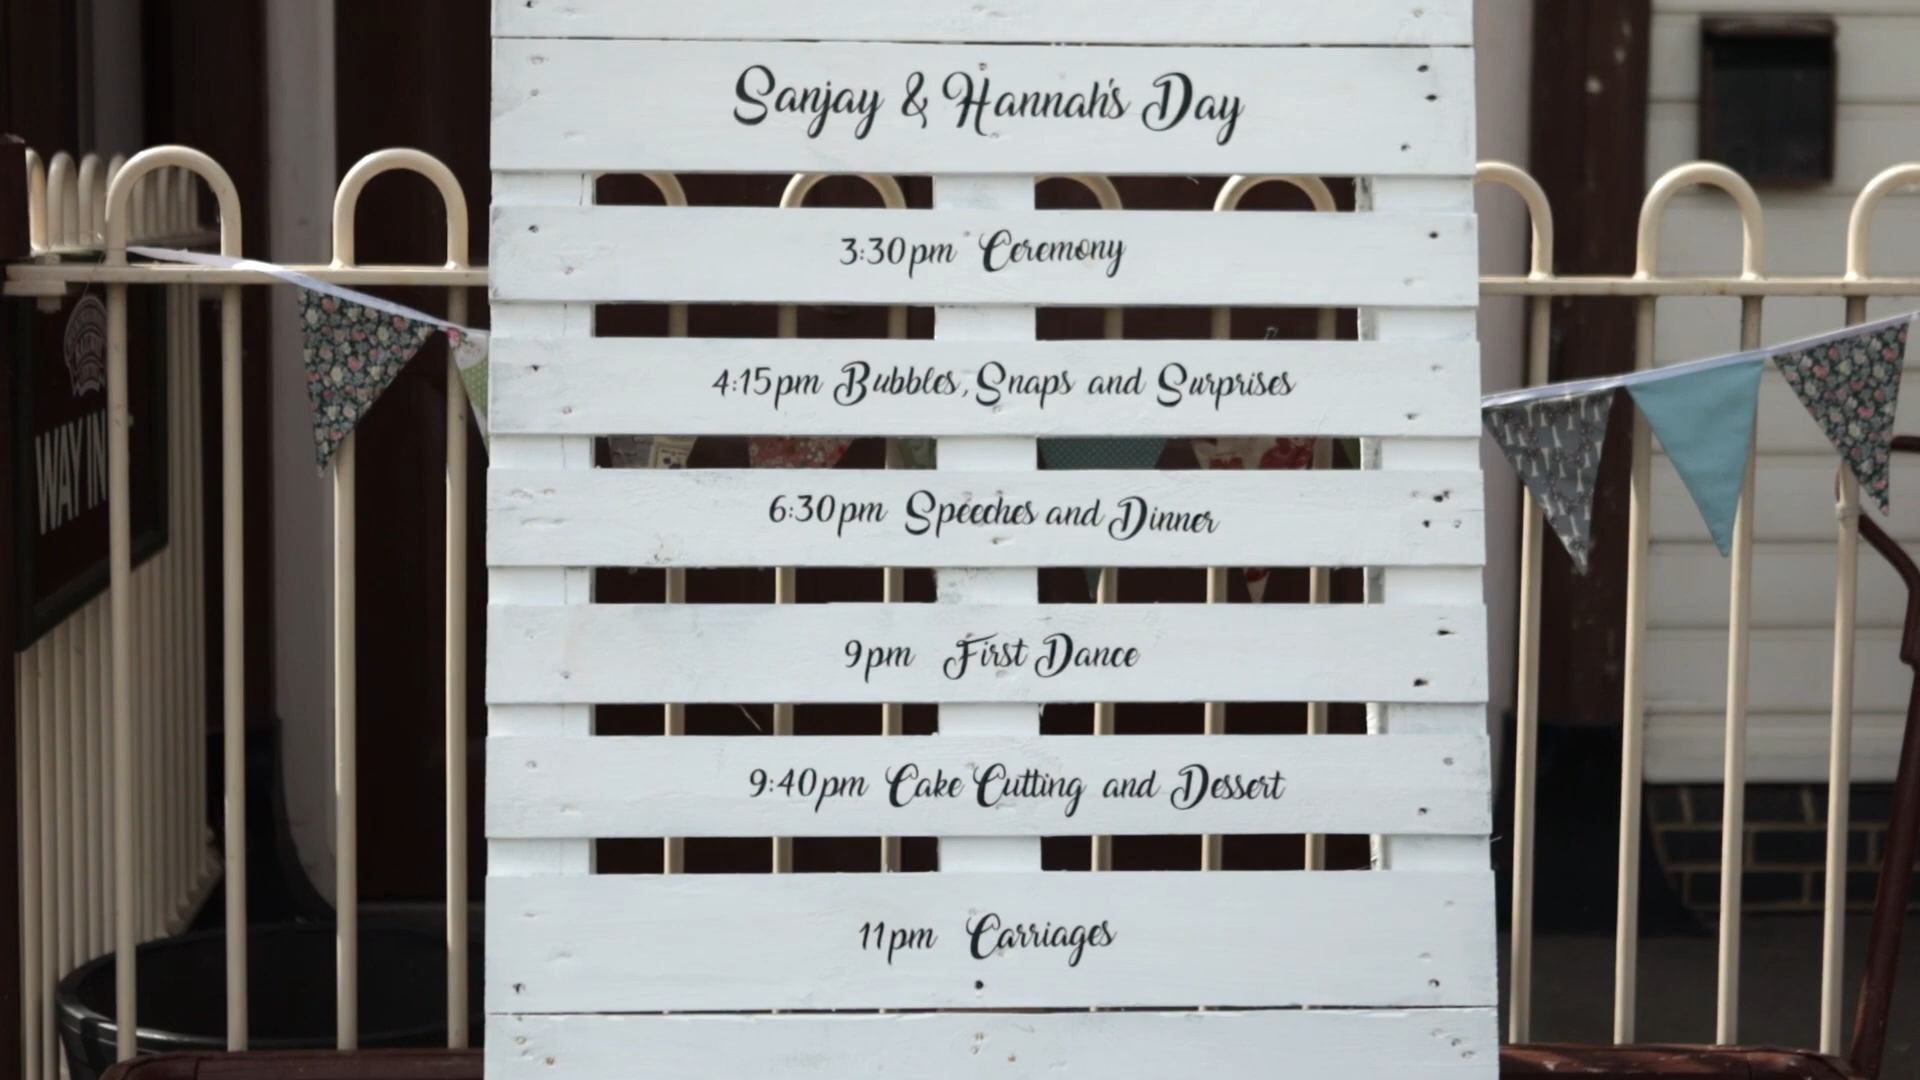 Sanjay & Hannah's Day
3:30pm Ceremony
4:15pm Bubbles, Snaps and Surprises
6:30pm Speeches and Dinner
9pm First Dance
9:40pm Cake Cutting and Dessert
11pm Carriages
WAY IN